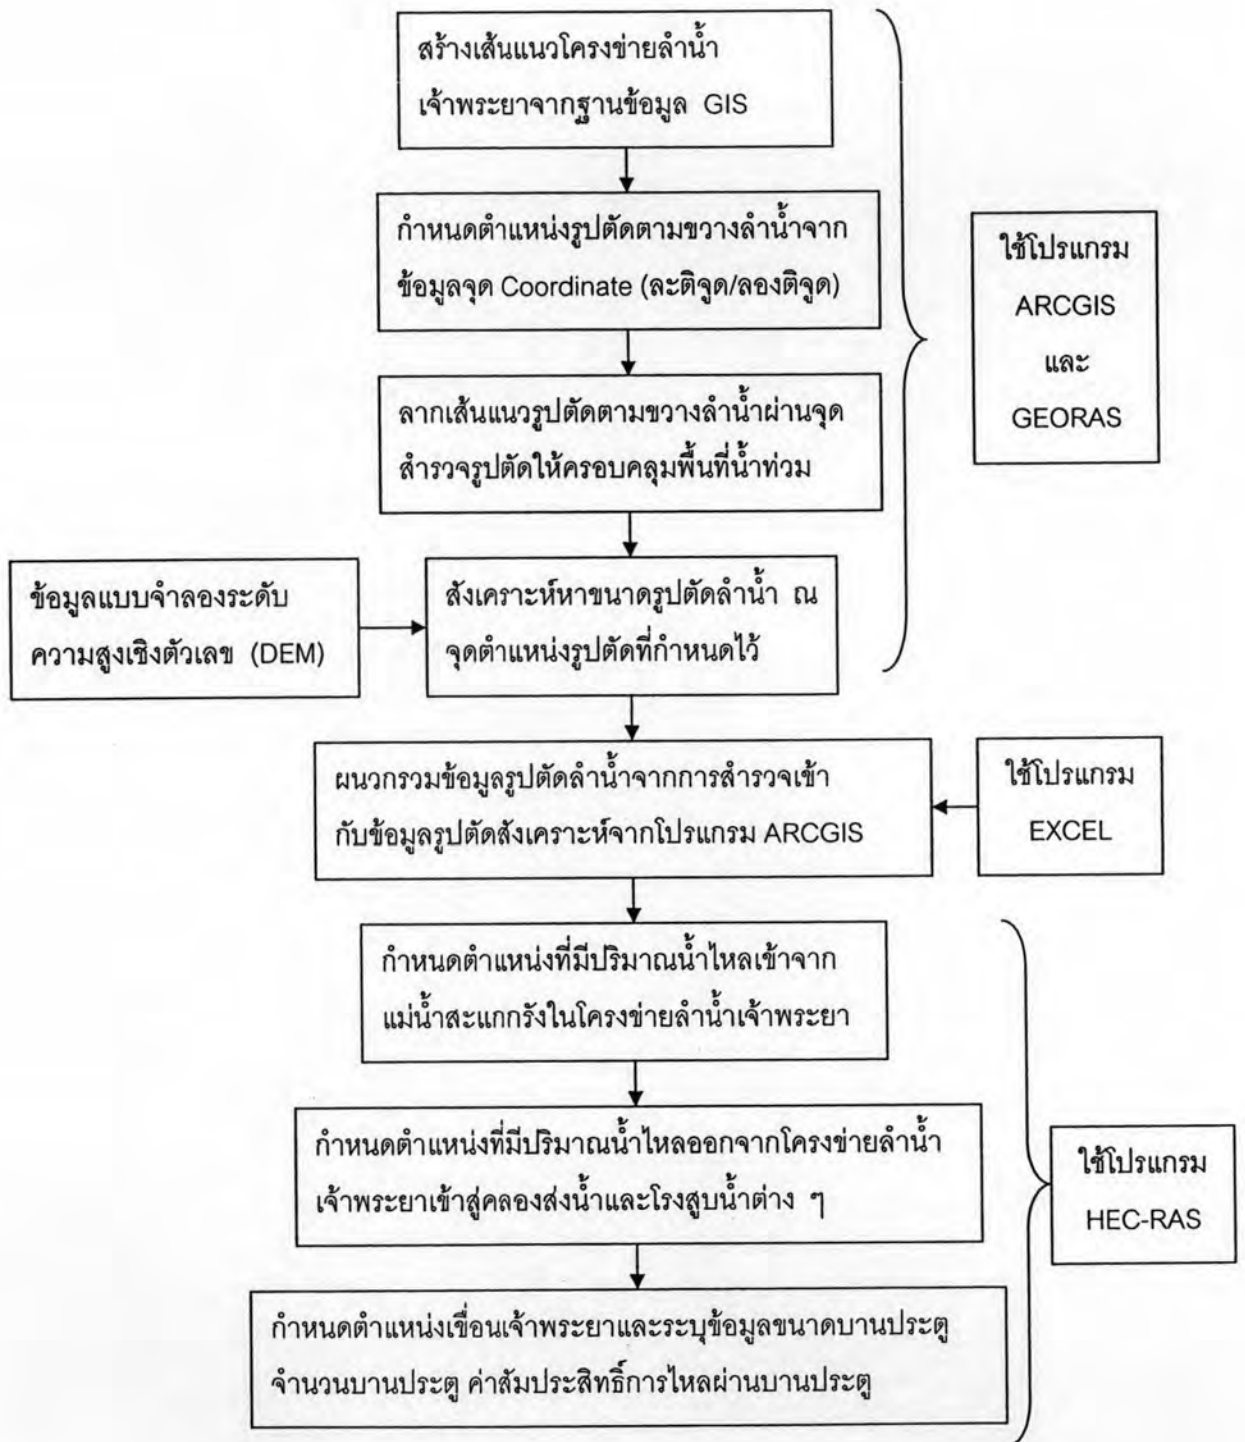 สร้างเส้นแนวโครงข่ายลำน้ำ
เจ้าพระยาจากฐานข้อมูล GIS
กำหนดตำแหน่งรูปตัดตามขวางลำน้ำจาก
ข้อมูลจุด Coordinate (ละติจูด/ลองติจูด)
ใช้โปรแกรม
ARCGIS
และ
GEORAS
ลากเส้นแนวรูปตัดตามขวางลำน้ำผ่านจุด
สำรวจรูปตัดให้ครอบคลุมพื้นที่น้ำท่วม
ข้อมูลแบบจำลองระดับ
ความสูงเชิงตัวเลข (DEM)
สังเคราะห์หาขนาดรูปตัดลำน้ำ ณ
จุดตำแหน่งรูปตัดที่กำหนดไว้
ผนวกรวมข้อมูลรูปตัดลำน้ำจากการสำรวจเข้า
กับข้อมูลรูปตัดสังเคราะห์จากโปรแกรม ARCGIS
ใช้โปรแกรม
EXCEL
กำหนดตำแหน่งที่มีปริมาณน้ำไหลเข้าจาก
แม่น้ำสะแกกรังในโครงข่ายลำน้ำเจ้าพระยา
กำหนดตำแหน่งที่มีปริมาณน้ำไหลออกจากโครงข่ายลำน้ำ
เจ้าพระยาเข้าสู่คลองส่งน้ำและโรงสูบน้ำต่าง ๆ
ใช้โปรแกรม
HEC-RAS
กำหนดตำแหน่งเขื่อนเจ้าพระยาและระบุข้อมูลขนาดบานประตู
จำนวนบานประตู ค่าสัมประสิทธิ์การไหลผ่านบานประตู